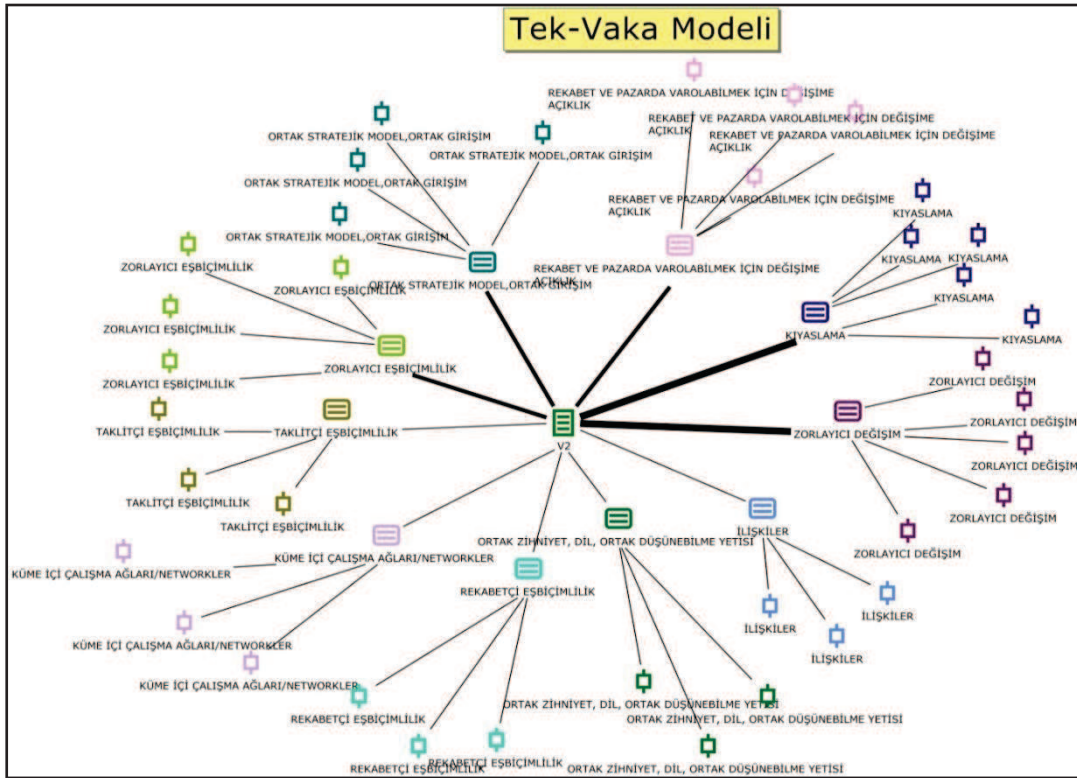 Tek-Vaka Modeli
REKABET VE PAZARDA VAROLABİLMEK İÇİN DEĞİŞİME
AÇIKLIK
REKABET VE PAZARDA VAROLABİLMEK İÇİN DEĞİŞİME
AÇIKLIK
REKABET VE PAZARDA VAROLABİLMEK İÇİN DEĞİŞİME
AÇIKLIK
REKABET VE PAZARDA VAROLABİLMEK İÇİN DEĞİŞİME
AÇIKLIK
REKABET VE PAZARDA VAROLABİLMEK İÇİN DEĞİŞİME
AÇIKLIK
ORTAK STRATEJİK MODEL,ORTAK GİRİŞİM
ORTAK STRATEJİK MODEL,ORTAK GİRİŞİM
ORTAK STRATEJİK MODEL,ORTAK GİRİŞİM
ORTAK STRATEJİK MODEL,ORTAK GİRİŞİM
ORTAK STRATEJİK MODEL,ORTAK GİRİŞİM
KIYASLAMA
KIYASLAMA
KIYASLAMA
KIYASLAMA
KIYASLAMA
KIYASLAMA
ZORLAYICI EŞBİÇİMLİLİK
ZORLAYICI EŞBİÇİMLİLİK
ZORLAYICI EŞBİÇİMLİLİK
ZORLAYICI EŞBİÇİMLİLİK
ZORLAYICI EŞBİÇİMLİLİK
ZORLAYICI DEĞİŞİM
ZORLAYICI DEĞİŞİM
ZORLAYICI DEĞİŞİM
ZORLAYICI DEĞİŞİM
ZORLAYICI DEĞİŞİM
ZORLAYICI DEĞİŞİM
TAKLİTÇİ EŞBİÇİMLİLİK
TAKLİTÇİ EŞBİÇİMLİLİK
TAKLİTÇİ EŞBİÇİMLİLİK
TAKLİTÇİ EŞBİÇİMLİLİK
V2
KÜME İÇİ ÇALIŞMA AĞLARI/NETWORKLER
KÜME İÇİ ÇALIŞMA AĞLARI/NETWORKLER
KÜME İÇİ ÇALIŞMA AĞLARI/NETWORKLER
KÜME İÇİ ÇALIŞMA AĞLARI/NETWORKLER
ORTAK ZİHNİYET, DİL, ORTAK DÜŞÜNEBİLME YETİSİ
İLİŞKİLER
İLİŞKİLER
İLİŞKİLER
İLİŞKİLER
REKABETÇİ EŞBİÇİMLİLİK
REKABETÇİ EŞBİÇİMLİLİK
REKABETÇİ EŞBİÇİMLİLİK
REKABETÇİ EŞBİÇİMLİLİK
ORTAK ZİHNİYET, DİL, ORTAK DÜŞÜNEBİLME YETİSİ
ORTAK ZİHNİYET, DİL, ORTAK DÜŞÜNEBİLME YETİSİ
ORTAK ZİHNİYET, DİL, ORTAK DÜŞÜNEBİLME YETİSİ